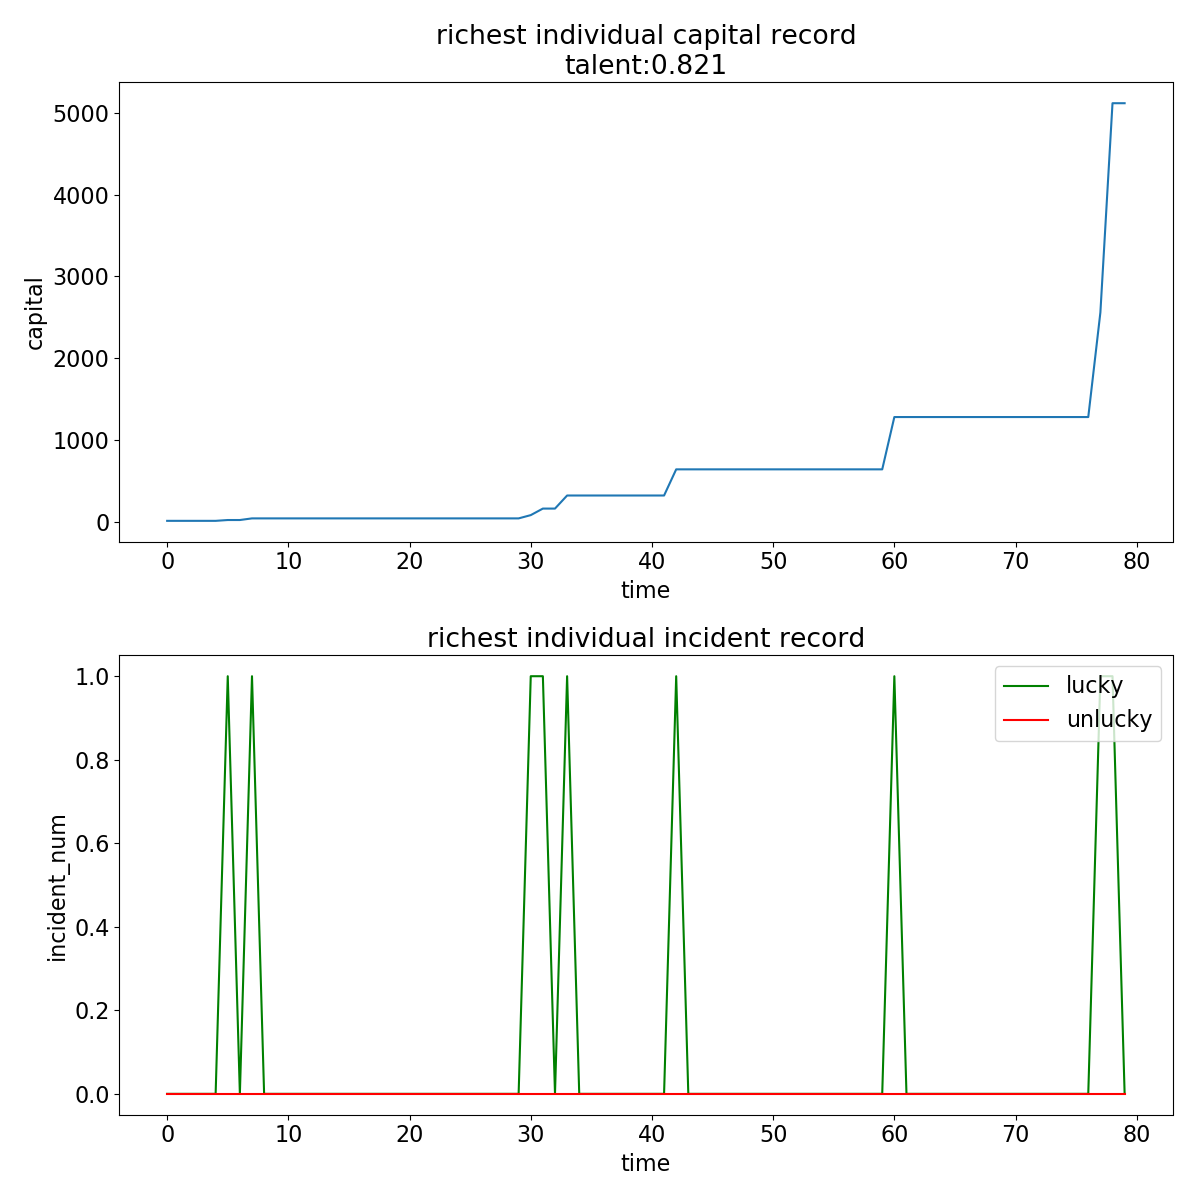 richest individual capital record
talent:0.821
5000
4000
3000
2000
1000
0
capital
0 10 20 30 40 50 60 70 80
time
richest individual incident record
1.0
0.8
0.6
0.4
0.2
0.0
incident_num
lucky
unlucky
0 10 20 30 40 50 60 70 80
time